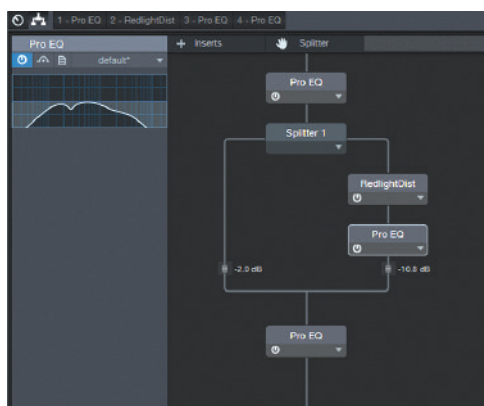 1 - Pro EQ 2 - RedlightDist 3 - Pro EQ 4 - Pro EQ
Pro EQ
Inserts
Splitter
default*
Pro EQ
Splitter 1
RedlightDist
Pro EQ
-2.0 dB
-10.8 dB
Pro EQ